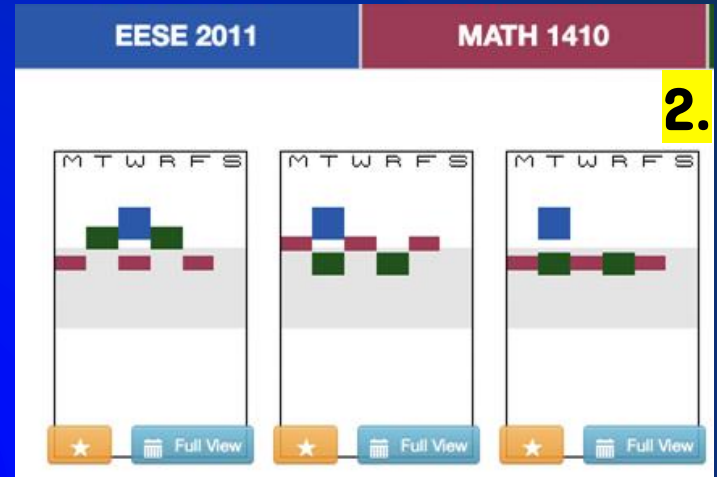 EESE 2011 MATH 1410
2.
M T W R F S M T W R F S M T W R F S
Full View Full View Full View